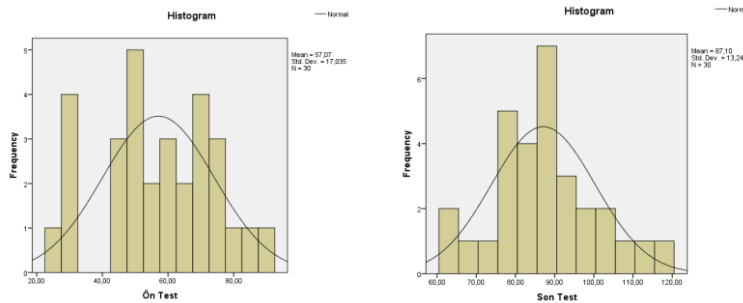 Histogram
Normal
Mean = 57,07
Std. Dev. = 17,035
N = 30
Frequency
5
4
3
2
1
0
20,00 40,00 60,00 80,00
Ön Test
Histogram
Norm
Mean = 87,10
Std. Dev. = 13,24
N = 30
Frequency
6
4
2
0
60,00 70,00 80,00 90,00 100,00 110,00 120,00
Son Test